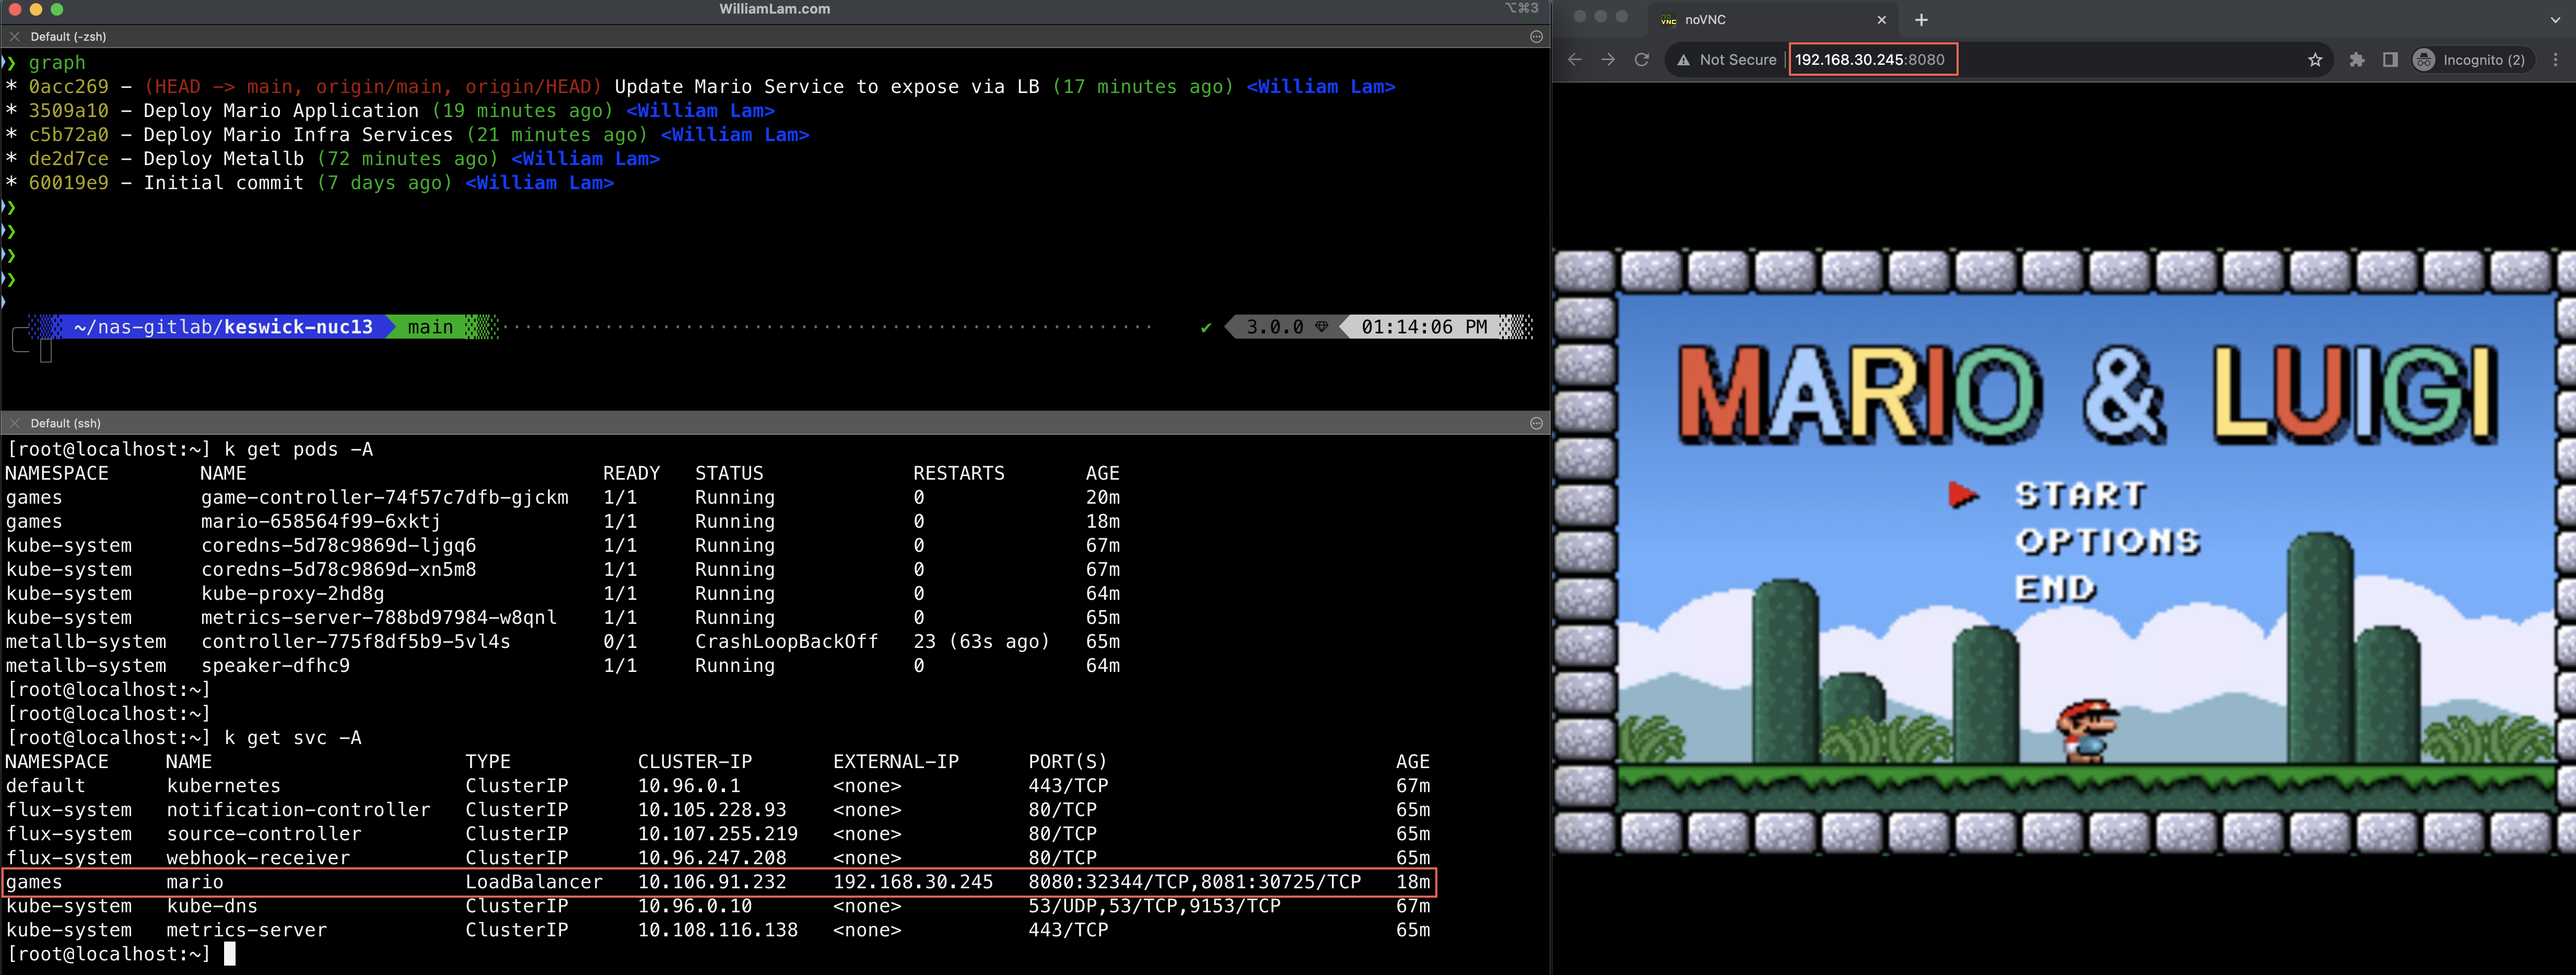 WilliamLam.com
⌥⌘3
Default (-zsh)
❯ graph
* 0acc269 - (HEAD -> main, origin/main, origin/HEAD) Update Mario Service to expose via LB (17 minutes ago) <William Lam>
* 3509a10 - Deploy Mario Application (19 minutes ago) <William Lam>
* c5b72a0 - Deploy Mario Infra Services (21 minutes ago) <William Lam>
* de2d7ce - Deploy Metallb (72 minutes ago) <William Lam>
* 60019e9 - Initial commit (7 days ago) <William Lam>
❯
❯
❯
❯
~/nas-gitlab/keswick-nuc13 main ✔ 3.0.0 01:14:06 PM
Default (ssh)
[root@localhost:~] k get pods -A
NAMESPACE NAME READY STATUS RESTARTS AGE
games game-controller-74f57c7dfb-gjckm 1/1 Running 0 20m
games mario-658564f99-6xktj 1/1 Running 0 18m
kube-system coredns-5d78c9869d-ljgq6 1/1 Running 0 67m
kube-system coredns-5d78c9869d-xn5m8 1/1 Running 0 67m
kube-system kube-proxy-2hd8g 1/1 Running 0 64m
kube-system metrics-server-788bd97984-w8qnl 1/1 Running 0 65m
metallb-system controller-775f8df5b9-5vl4s 0/1 CrashLoopBackOff 23 (63s ago) 65m
metallb-system speaker-dfhc9 1/1 Running 0 64m
[root@localhost:~]
[root@localhost:~]
[root@localhost:~] k get svc -A
NAMESPACE NAME TYPE CLUSTER-IP EXTERNAL-IP PORT(S) AGE
default kubernetes ClusterIP 10.96.0.1 <none> 443/TCP 67m
flux-system notification-controller ClusterIP 10.105.228.93 <none> 80/TCP 65m
flux-system source-controller ClusterIP 10.107.255.219 <none> 80/TCP 65m
flux-system webhook-receiver ClusterIP 10.96.247.208 <none> 80/TCP 65m
games mario LoadBalancer 10.106.91.232 192.168.30.245 8080:32344/TCP,8081:30725/TCP 18m
kube-system kube-dns ClusterIP 10.96.0.10 <none> 53/UDP,53/TCP,9153/TCP 67m
kube-system metrics-server ClusterIP 10.108.116.138 <none> 443/TCP 65m
[root@localhost:~]
noVNC
Not Secure 192.168.30.245:8080
Incognito (2)
MARIO & LUIGI
START
OPTIONS
END